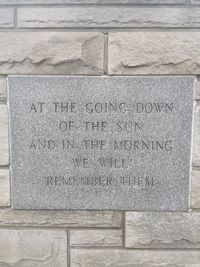 AT THE GOING DOWN
OF THE SUN
AND IN THE MORNING
WE WILL
REMEMBER THEM